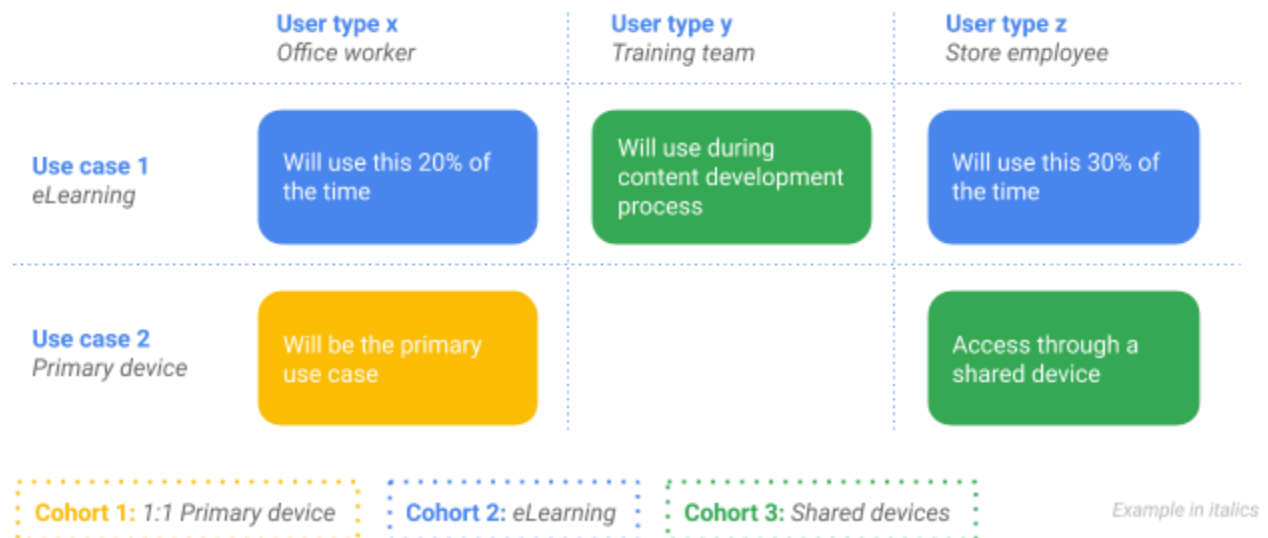 User type x
Office worker
User type y
Training team
User type z
Store employee
Use case 1
eLearning
Will use this 20% of
the time
Will use during
content development
process
Will use this 30% of
the time
Use case 2
Primary device
Will be the primary
use case
Access through a
shared device
Cohort 1: 1:1 Primary device
Cohort 2: eLearning
Cohort 3: Shared devices
Example in italics